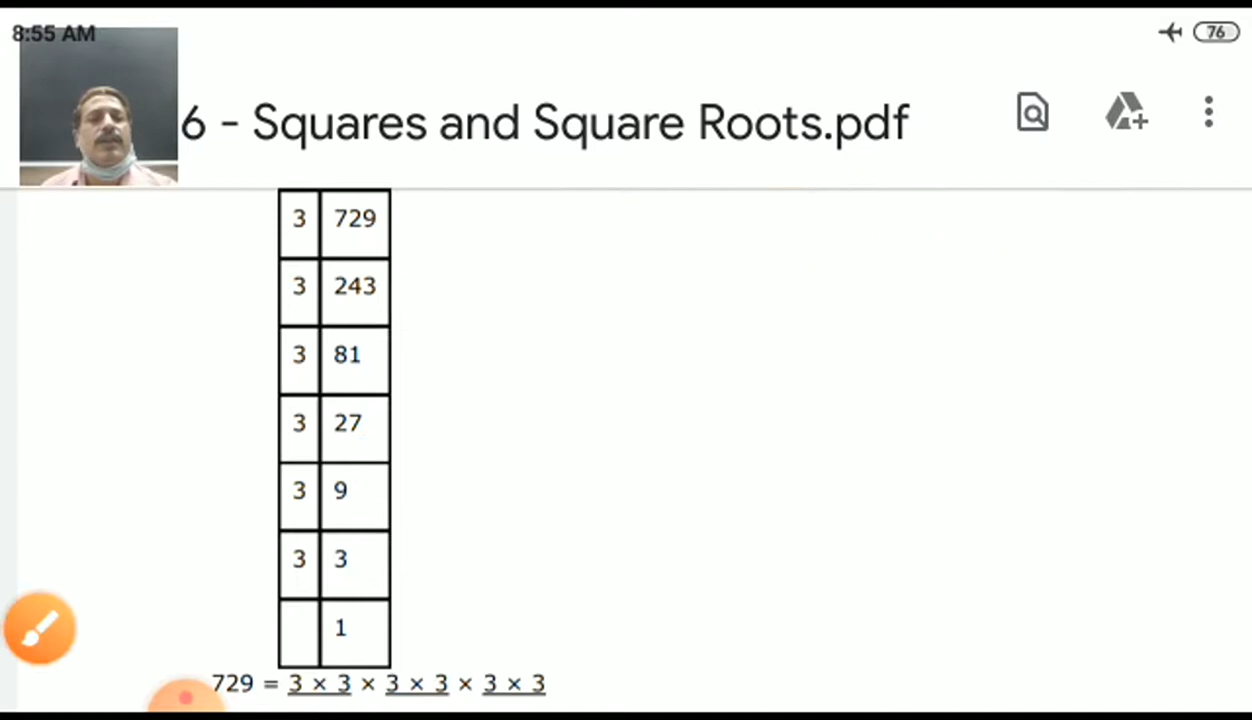 8:55 AM
76
6 - Squares and Square Roots.pdf
3 729
3 243
3 81
3 27
3 9
3 3
1
729 = 3 × 3 × 3 × 3 × 3 × 3